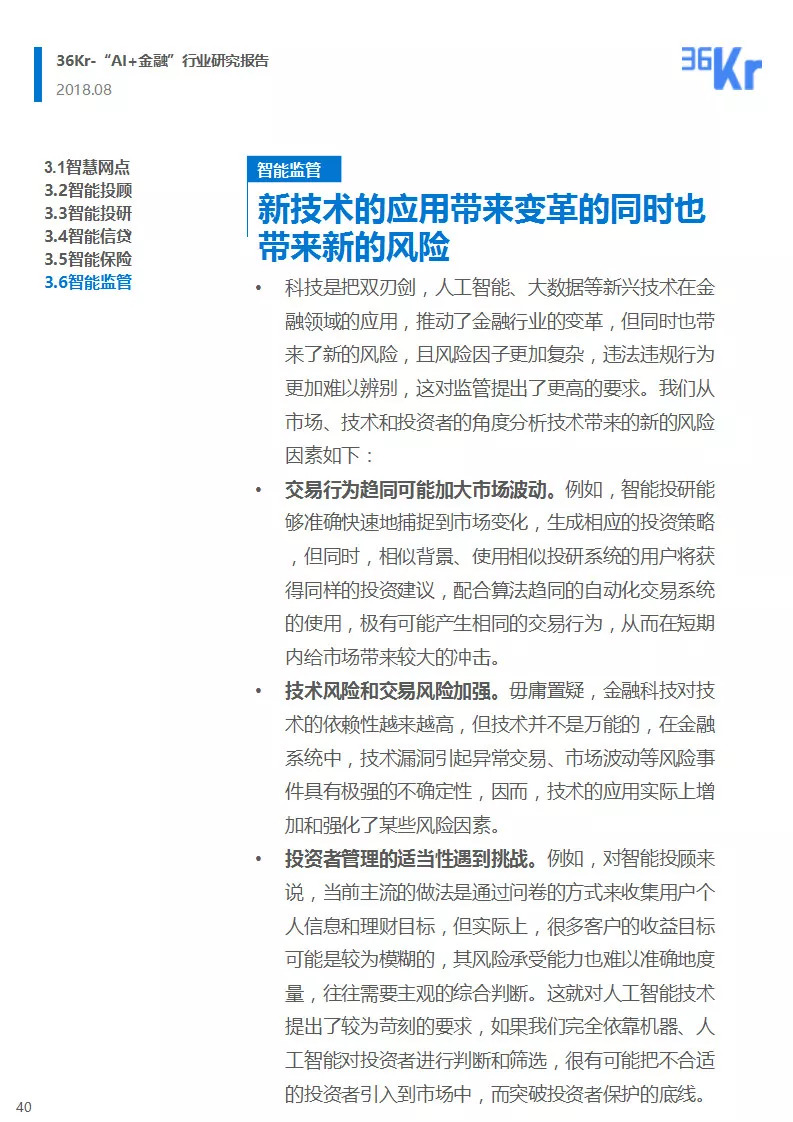 36Kr-“AI+金融”行业研究报告
2018.08
36Kr
3.1智慧网点
3.2智能投顾
3.3智能投研
3.4智能信贷
3.5智能保险
3.6智能监管
智能监管
新技术的应用带来变革的同时也
带来新的风险
• 科技是把双刃剑，人工智能、大数据等新兴技术在金
融领域的应用，推动了金融行业的变革，但同时也带
来了新的风险，且风险因子更加复杂，违法违规行为
更加难以辨别，这对监管提出了更高的要求。我们从
市场、技术和投资者的角度分析技术带来的新的风险
因素如下：
• 交易行为趋同可能加大市场波动。例如，智能投研能
够准确快速地捕捉到市场变化，生成相应的投资策略
，但同时，相似背景、使用相似投研系统的用户将获
得同样的投资建议，配合算法趋同的自动化交易系统
的使用，极有可能产生相同的交易行为，从而在短期
内给市场带来较大的冲击。
• 技术风险和交易风险加强。毋庸置疑，金融科技对技
术的依赖性越来越高，但技术并不是万能的，在金融
系统中，技术漏洞引起异常交易、市场波动等风险事
件具有极强的不确定性，因而，技术的应用实际上增
加和强化了某些风险因素。
• 投资者管理的适当性遇到挑战。例如，对智能投顾来
说，当前主流的做法是通过问卷的方式来收集用户个
人信息和理财目标，但实际上，很多客户的收益目标
可能是较为模糊的，其风险承受能力也难以准确地度
量，往往需要主观的综合判断。这就对人工智能技术
提出了较为苛刻的要求，如果我们完全依靠机器、人
工智能对投资者进行判断和筛选，很有可能把不合适
的投资者引入到市场中，而突破投资者保护的底线。
40